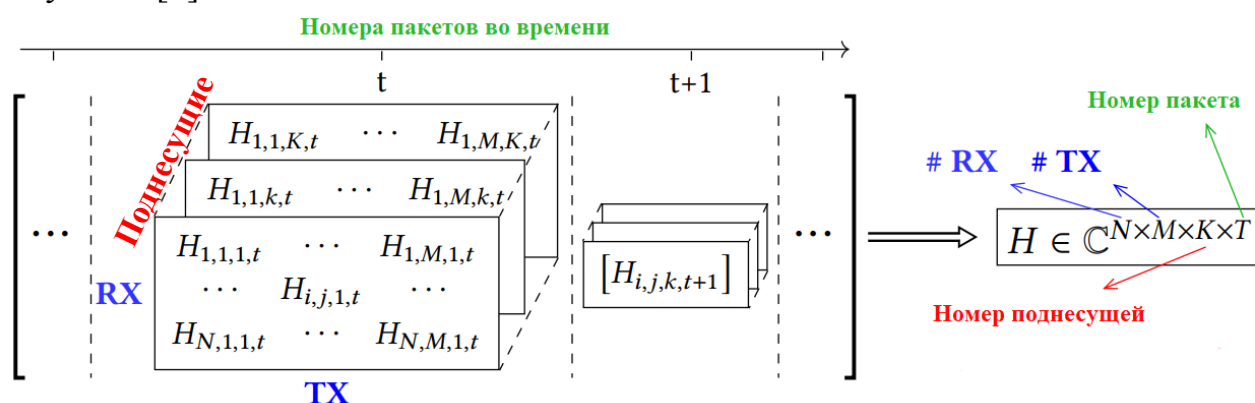 Номера пакетов во времени
t t+1
Поднесущие
H_{1,1,K,t} ⋯ H_{1,M,K,t}
H_{1,1,k,t} ⋯ H_{1,M,k,t}
H_{1,1,1,t} ⋯ H_{1,M,1,t}
⋯ H_{i,j,1,t} ⋯
H_{N,1,1,t} ⋯ H_{N,M,1,t}
RX
TX
[H_{i,j,k,t+1}]
⋯ ⋯
Номер пакета
# RX # TX
H ∈ ℂ^{N×M×K×T}
Номер поднесущей